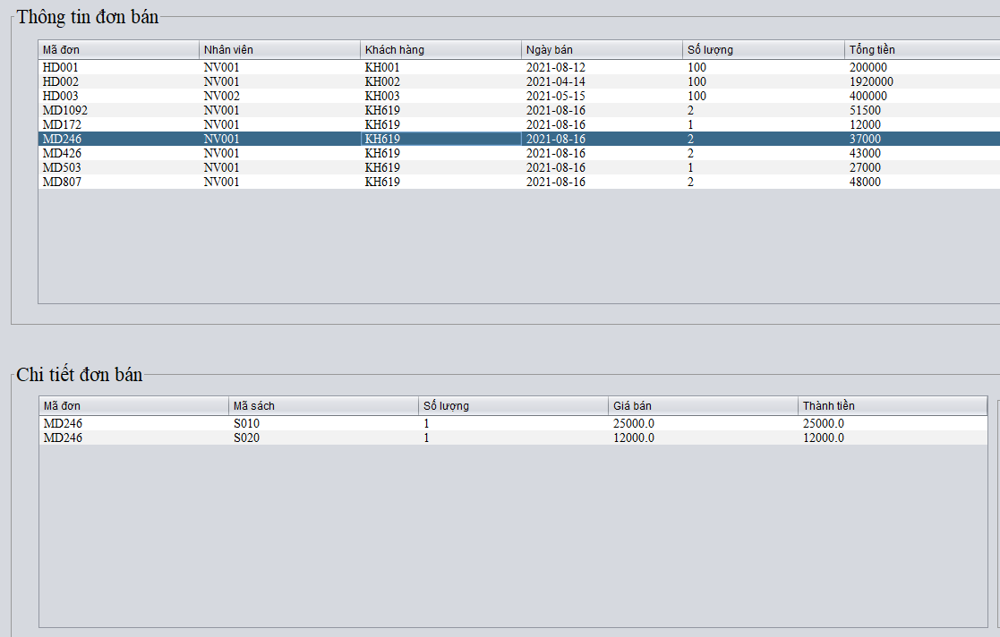 Thông tin đơn bán
Mã đơn Nhân viên Khách hàng Ngày bán Số lượng Tổng tiền
HD001 NV001 KH001 2021-08-12 100 200000
HD002 NV001 KH002 2021-04-14 100 1920000
HD003 NV002 KH003 2021-05-15 100 400000
MD1092 NV001 KH619 2021-08-16 2 51500
MD172 NV001 KH619 2021-08-16 1 12000
MD246 NV001 KH619 2021-08-16 2 37000
MD426 NV001 KH619 2021-08-16 2 43000
MD503 NV001 KH619 2021-08-16 1 27000
MD807 NV001 KH619 2021-08-16 2 48000
Chi tiết đơn bán
Mã đơn Mã sách Số lượng Giá bán Thành tiền
MD246 S010 1 25000.0 25000.0
MD246 S020 1 12000.0 12000.0